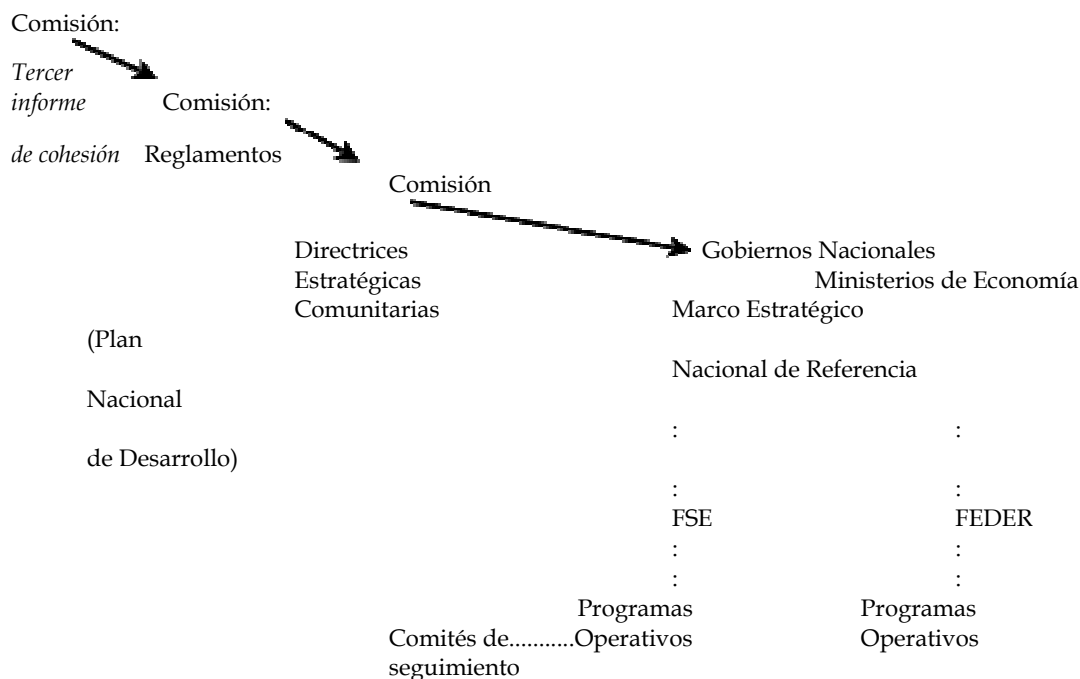 Comisión:
Tercer
informe Comisión:
de cohesión Reglamentos
Comisión
Directrices Gobiernos Nacionales
Estratégicas Ministerios de Economía
Comunitarias Marco Estratégico
(Plan
Nacional de Referencia
Nacional
: :
de Desarrollo)
: :
FSE FEDER
: :
: :
Programas Programas
Comités de...........Operativos Operativos
seguimiento